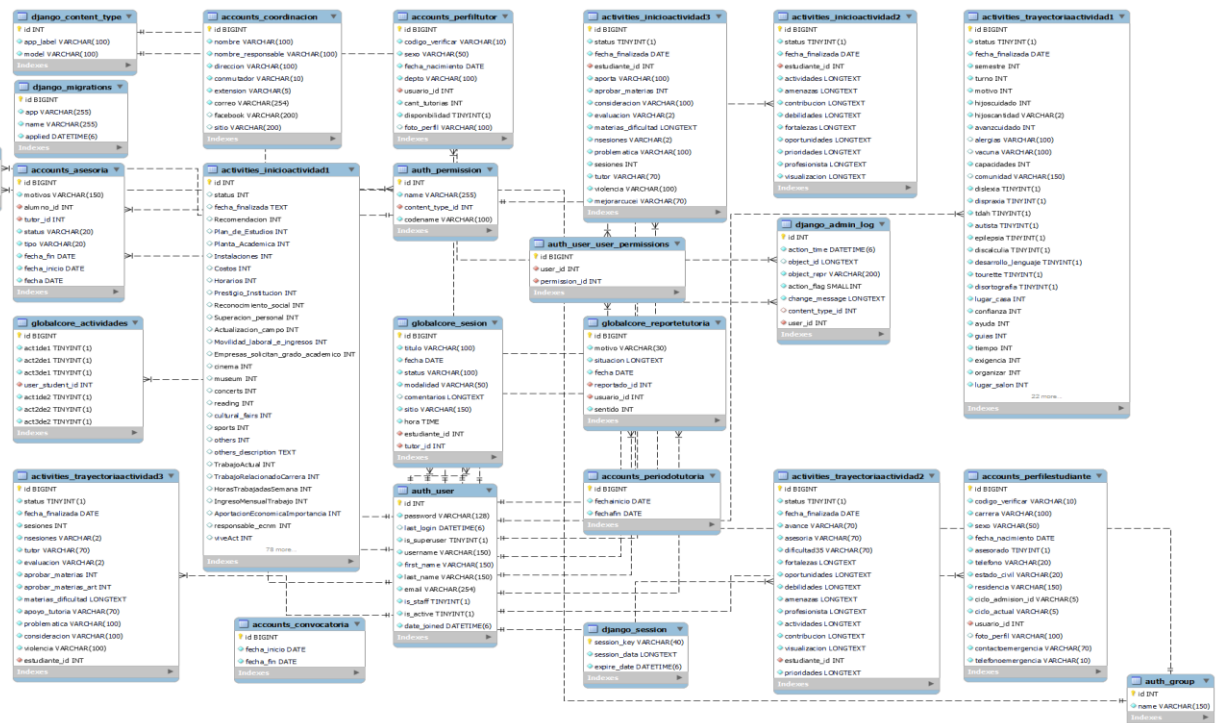 django_content_type
id INT
app_label VARCHAR(100)
model VARCHAR(100)
Indexes
django_migrations
id BIGINT
app VARCHAR(255)
name VARCHAR(255)
applied DATETIME(6)
Indexes
accounts_asesoria
id BIGINT
motivos VARCHAR(150)
alumno_id INT
tutor_id INT
status VARCHAR(20)
tipo VARCHAR(20)
fecha_fin DATE
fecha_inicio DATE
fecha DATE
Indexes
globalcore_actividades
id BIGINT
act1de1 TINYINT(1)
act2de1 TINYINT(1)
act3de1 TINYINT(1)
user_student_id INT
act1de2 TINYINT(1)
act2de2 TINYINT(1)
act3de2 TINYINT(1)
Indexes
activities_trayectoriaactividad3
id BIGINT
status TINYINT(1)
fecha_finalizada DATE
sesiones INT
nsesiones VARCHAR(2)
tutor VARCHAR(70)
evaluacion VARCHAR(2)
aprobar_materias INT
aprobar_materias_art INT
materias_dificultad LONGTEXT
apoyo_tutoria VARCHAR(70)
problematica VARCHAR(100)
consideracion VARCHAR(100)
violencia VARCHAR(100)
estudiante_id INT
Indexes
accounts_coordinacion
id BIGINT
nombre VARCHAR(100)
nombre_responsable VARCHAR(100)
direccion VARCHAR(100)
conmutador VARCHAR(10)
extension VARCHAR(5)
correo VARCHAR(254)
facebook VARCHAR(200)
sitio VARCHAR(200)
Indexes
activities_inicioactividad1
id INT
status INT
fecha_finalizada TEXT
Recomendacion INT
Plan_de_Estudios INT
Planta_Academica INT
Instalaciones INT
Costos INT
Horarios INT
Prestigio_Institucion INT
Reconocimiento_social INT
Superacion_personal INT
Actualizacion_campo INT
Movilidad_laboral_e_ingresos INT
Empresas_solicitan_grado_academico INT
cinema INT
museum INT
concerts INT
reading INT
cultural_fairs INT
sports INT
others INT
others_description TEXT
TrabajoActual INT
TrabajoRelacionadoCarrera INT
HorasTrabajadasSemana INT
IngresoMensualTrabajo INT
AportacionEconomicaImportancia INT
responsable_ecnm INT
viveAct INT
78 more...
Indexes
accounts_convocatoria
id BIGINT
fecha_inicio DATE
fecha_fin DATE
Indexes
accounts_perfiltutor
id BIGINT
codigo_verificar VARCHAR(10)
sexo VARCHAR(50)
fecha_nacimiento DATE
depto VARCHAR(100)
usuario_id INT
cant_tutorias INT
disponibilidad TINYINT(1)
foto_perfil VARCHAR(100)
Indexes
auth_permission
id INT
name VARCHAR(255)
content_type_id INT
codename VARCHAR(100)
Indexes
globalcore_sesion
id BIGINT
titulo VARCHAR(100)
fecha DATE
status VARCHAR(100)
modalidad VARCHAR(50)
comentarios LONGTEXT
sitio VARCHAR(150)
hora TIME
estudiante_id INT
tutor_id INT
Indexes
auth_user
id INT
password VARCHAR(128)
last_login DATETIME(6)
is_superuser TINYINT(1)
username VARCHAR(150)
first_name VARCHAR(150)
last_name VARCHAR(150)
email VARCHAR(254)
is_staff TINYINT(1)
is_active TINYINT(1)
date_joined DATETIME(6)
Indexes
activities_inicioactividad3
id BIGINT
status TINYINT(1)
fecha_finalizada DATE
estudiante_id INT
aporta VARCHAR(100)
aprobar_materias INT
consideracion VARCHAR(100)
evaluacion VARCHAR(2)
materias_dificultad LONGTEXT
nsesiones VARCHAR(2)
problematica VARCHAR(100)
sesiones INT
tutor VARCHAR(70)
violencia VARCHAR(100)
mejorarcucei VARCHAR(70)
Indexes
auth_user_user_permissions
id BIGINT
user_id INT
permission_id INT
Indexes
globalcore_reportetutoria
id BIGINT
motivo VARCHAR(30)
situacion LONGTEXT
fecha DATE
reportado_id INT
usuario_id INT
sentido INT
Indexes
accounts_periodotutoria
id BIGINT
fechainicio DATE
fechafin DATE
Indexes
django_session
session_key VARCHAR(40)
session_data LONGTEXT
expire_date DATETIME(6)
Indexes
activities_inicioactividad2
id BIGINT
status TINYINT(1)
fecha_finalizada DATE
estudiante_id INT
actividades LONGTEXT
amenazas LONGTEXT
contribucion LONGTEXT
debilidades LONGTEXT
fortalezas LONGTEXT
oportunidades LONGTEXT
prioridades LONGTEXT
profesionista LONGTEXT
visualizacion LONGTEXT
Indexes
django_admin_log
id INT
action_time DATETIME(6)
object_id LONGTEXT
object_repr VARCHAR(200)
action_flag SMALLINT
change_message LONGTEXT
content_type_id INT
user_id INT
Indexes
activities_trayectoriaactividad2
id BIGINT
status TINYINT(1)
fecha_finalizada DATE
avance VARCHAR(70)
asesoria VARCHAR(70)
dificultad35 VARCHAR(70)
fortalezas LONGTEXT
oportunidades LONGTEXT
debilidades LONGTEXT
amenazas LONGTEXT
profesionista LONGTEXT
actividades LONGTEXT
contribucion LONGTEXT
visualizacion LONGTEXT
estudiante_id INT
prioridades LONGTEXT
Indexes
activities_trayectoriaactividad1
id BIGINT
status TINYINT(1)
fecha_finalizada DATE
semestre INT
turno INT
motivo INT
hijoscuidado INT
hijoscantidad VARCHAR(2)
avanzcuidado INT
alergias VARCHAR(100)
vacuna VARCHAR(100)
capacidades INT
comunidad VARCHAR(150)
dislexia TINYINT(1)
dispraxia TINYINT(1)
tdah TINYINT(1)
autista TINYINT(1)
epilepsia TINYINT(1)
discalculia TINYINT(1)
desarrollo_lenguaje TINYINT(1)
tourette TINYINT(1)
disortografia TINYINT(1)
lugar_casa INT
confianza INT
ayuda INT
guias INT
tiempo INT
exigencia INT
organizar INT
lugar_salon INT
22 more...
Indexes
accounts_perfilestudiante
id BIGINT
codigo_verificar VARCHAR(10)
carrera VARCHAR(100)
sexo VARCHAR(50)
fecha_nacimiento DATE
asesorado TINYINT(1)
telefono VARCHAR(20)
estado_civil VARCHAR(20)
residencia VARCHAR(150)
ciclo_admision_id VARCHAR(5)
ciclo_actual VARCHAR(5)
usuario_id INT
foto_perfil VARCHAR(100)
contactoemergencia VARCHAR(70)
telefonoemergencia VARCHAR(10)
Indexes
auth_group
id INT
name VARCHAR(150)
Indexes